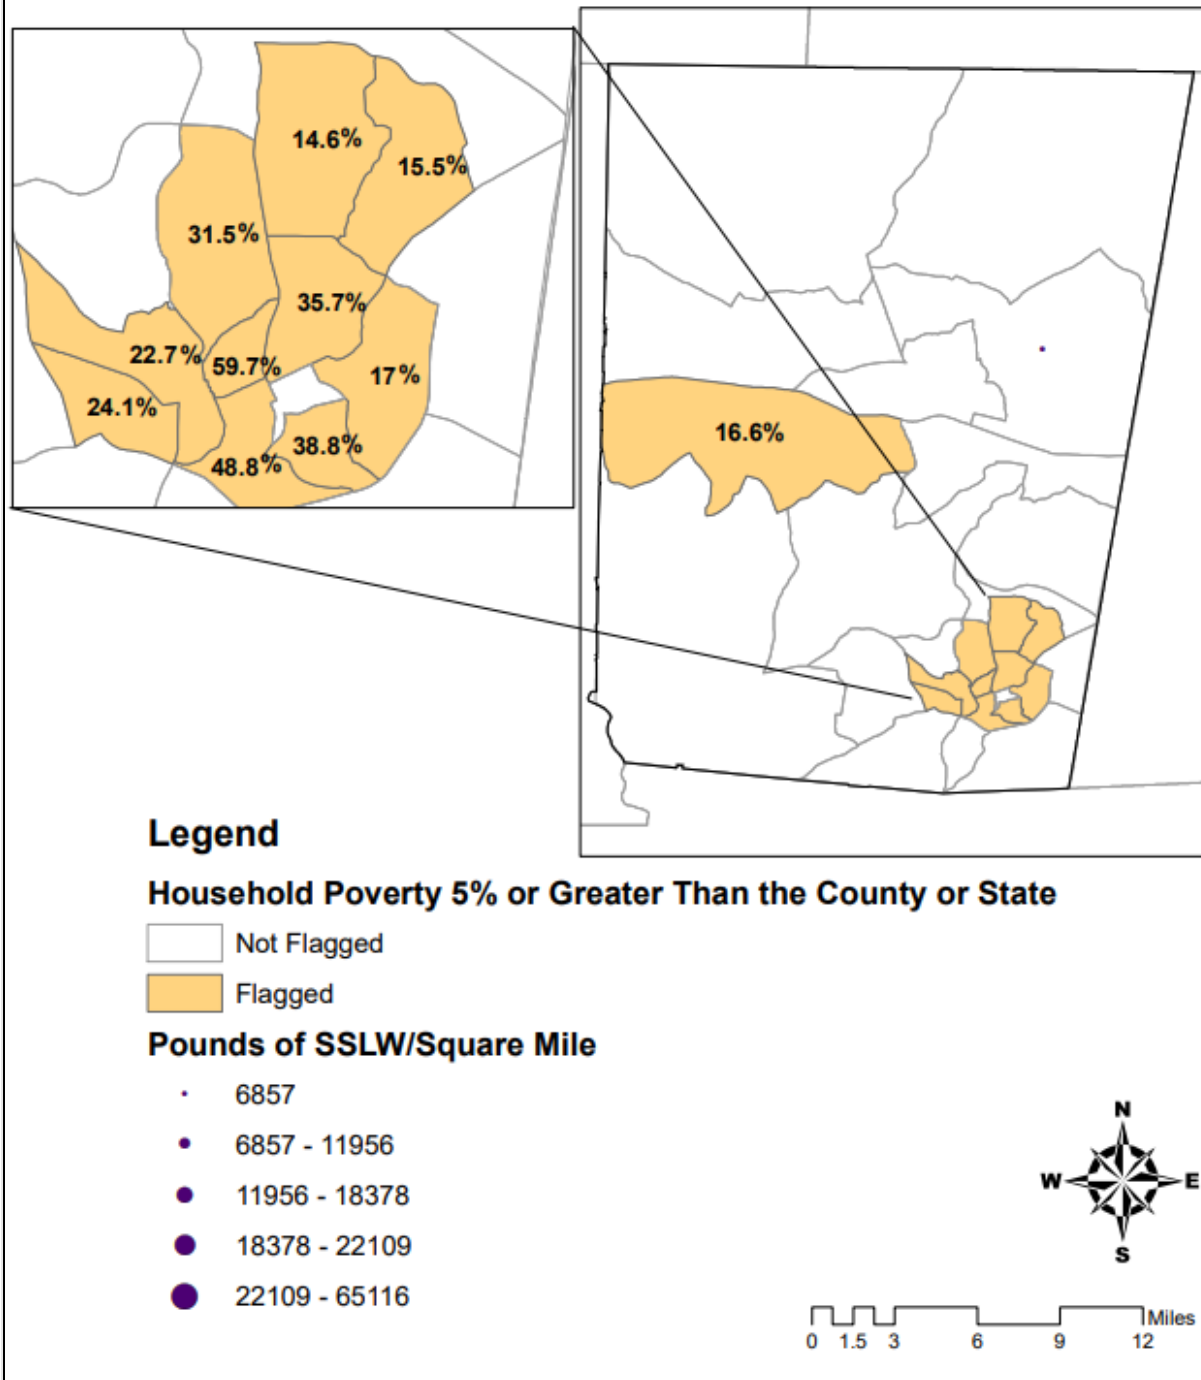 14.6%
15.5%
31.5%
35.7%
22.7%
59.7%
17%
24.1%
38.8%
48.8%
16.6%
Legend
Household Poverty 5% or Greater Than the County or State
Not Flagged
Flagged
Pounds of SSLW/Square Mile
6857
6857 - 11956
11956 - 18378
18378 - 22109
22109 - 65116
N
W E
S
Miles
0 1.5 3 6 9 12